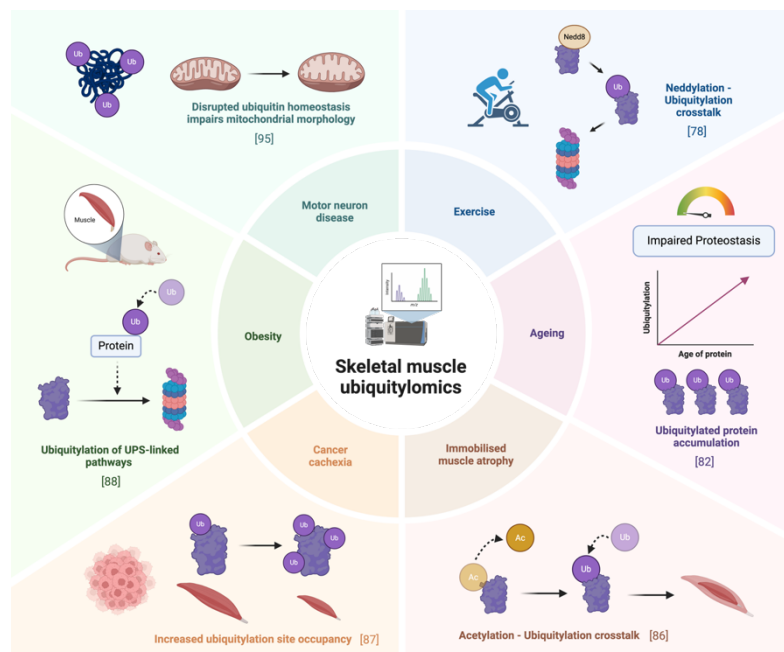 Ub
Ub
Ub
Disrupted ubiquitin homeostasis
impairs mitochondrial morphology
[95]
Nedd8
Ub
Neddylation -
Ubiquitylation
crosstalk
[78]
Motor neuron
disease
Exercise
Muscle
Ub
Ub
Protein
Ubiquitylation of UPS-linked
pathways
[88]
Obesity
Intensity
m/z
Skeletal muscle
ubiquitylomics
Ageing
Impaired Proteostasis
Ubiquitylation
Age of protein
Ub
Ub
Ub
Ubiquitylated protein
accumulation
[82]
Cancer
cachexia
Immobilised
muscle atrophy
Ub
Ub
Ub
Ub
Increased ubiquitylation site occupancy [87]
Ac
Ac
Ub
Ub
Acetylation - Ubiquitylation crosstalk [86]